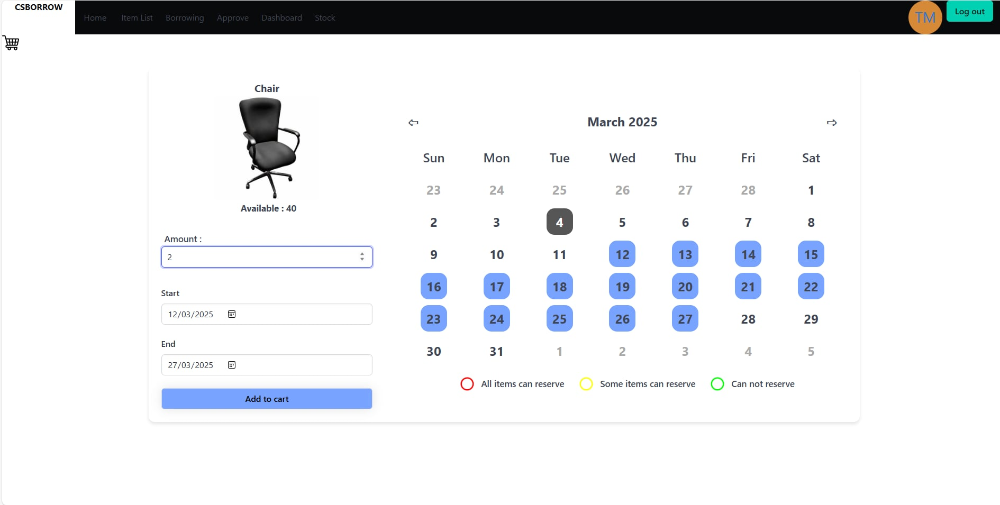 CSBORROW
Home Item List Borrowing Approve Dashboard Stock
TM
Log out
Chair
Available : 40
Amount :
2
Start
12/03/2025
End
27/03/2025
Add to cart
March 2025
Sun Mon Tue Wed Thu Fri Sat
23 24 25 26 27 28 1
2 3 4 5 6 7 8
9 10 11 12 13 14 15
16 17 18 19 20 21 22
23 24 25 26 27 28 29
30 31 1 2 3 4 5
All items can reserve Some items can reserve Can not reserve